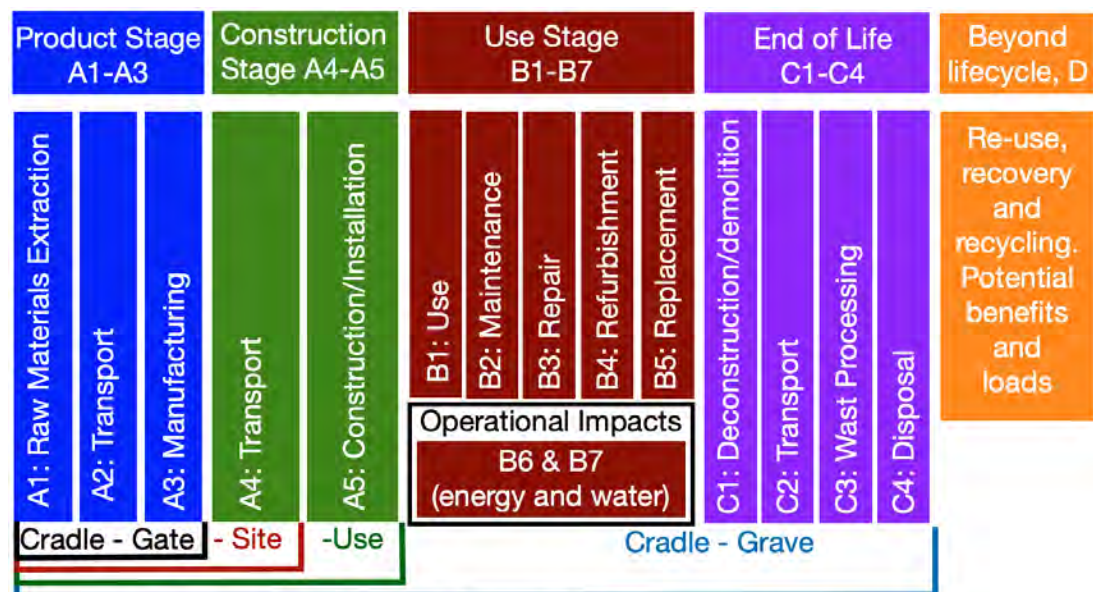 Product Stage
A1-A3
Construction
Stage A4-A5
Use Stage
B1-B7
End of Life
C1-C4
Beyond
lifecycle, D
A1: Raw Materials Extraction
A2: Transport
A3: Manufacturing
A4: Transport
A5: Construction/Installation
B1: Use
B2: Maintenance
B3: Repair
B4: Refurbishment
B5: Replacement
Operational Impacts
B6 & B7
(energy and water)
C1: Deconstruction/demolition
C2: Transport
C3: Wast Processing
C4: Disposal
Re-use,
recovery
and
recycling.
Potential
benefits
and
loads
Cradle - Gate
- Site
-Use
Cradle - Grave